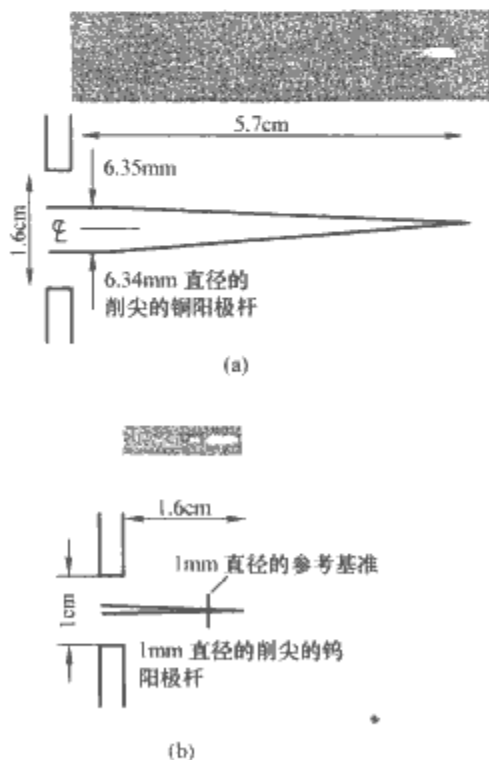 5.7cm
6.35mm
1.6cm
℄
6.34mm 直径的
削尖的铜阳极杆
(a)
1.6cm
1mm 直径的参考基准
1cm
1mm 直径的削尖的钨
阳极杆
(b)